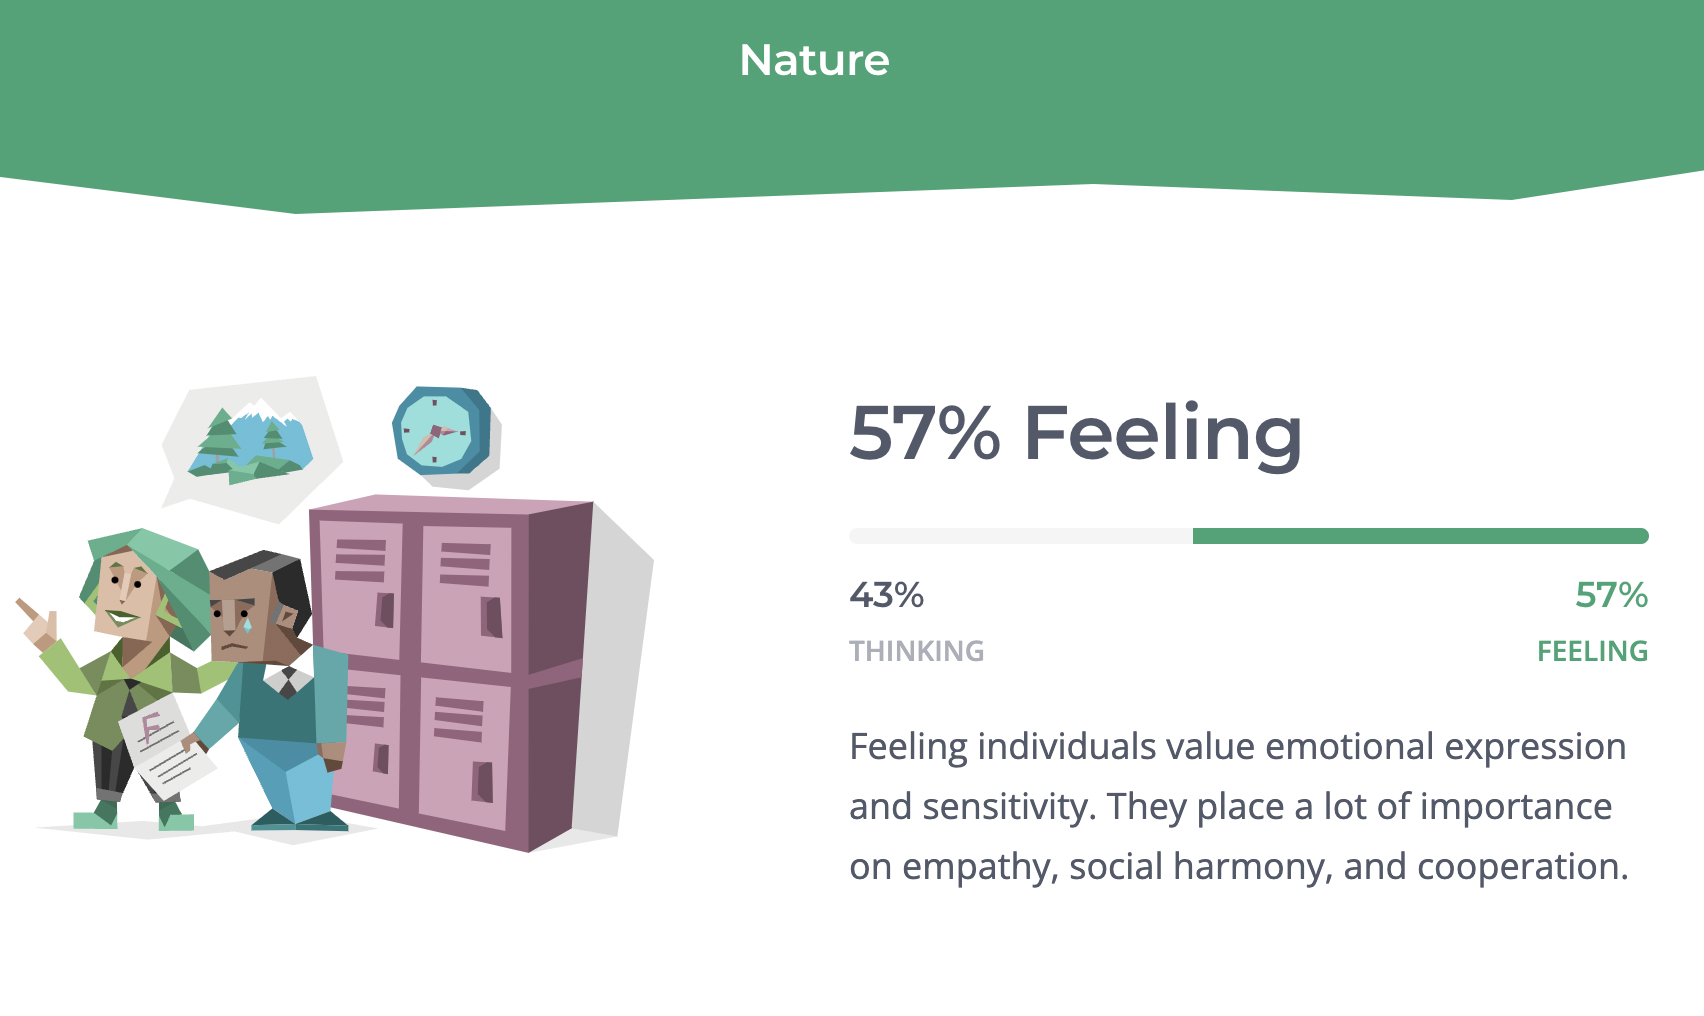 Nature
F
57% Feeling
43%
57%
THINKING
FEELING
Feeling individuals value emotional expression
and sensitivity. They place a lot of importance
on empathy, social harmony, and cooperation.